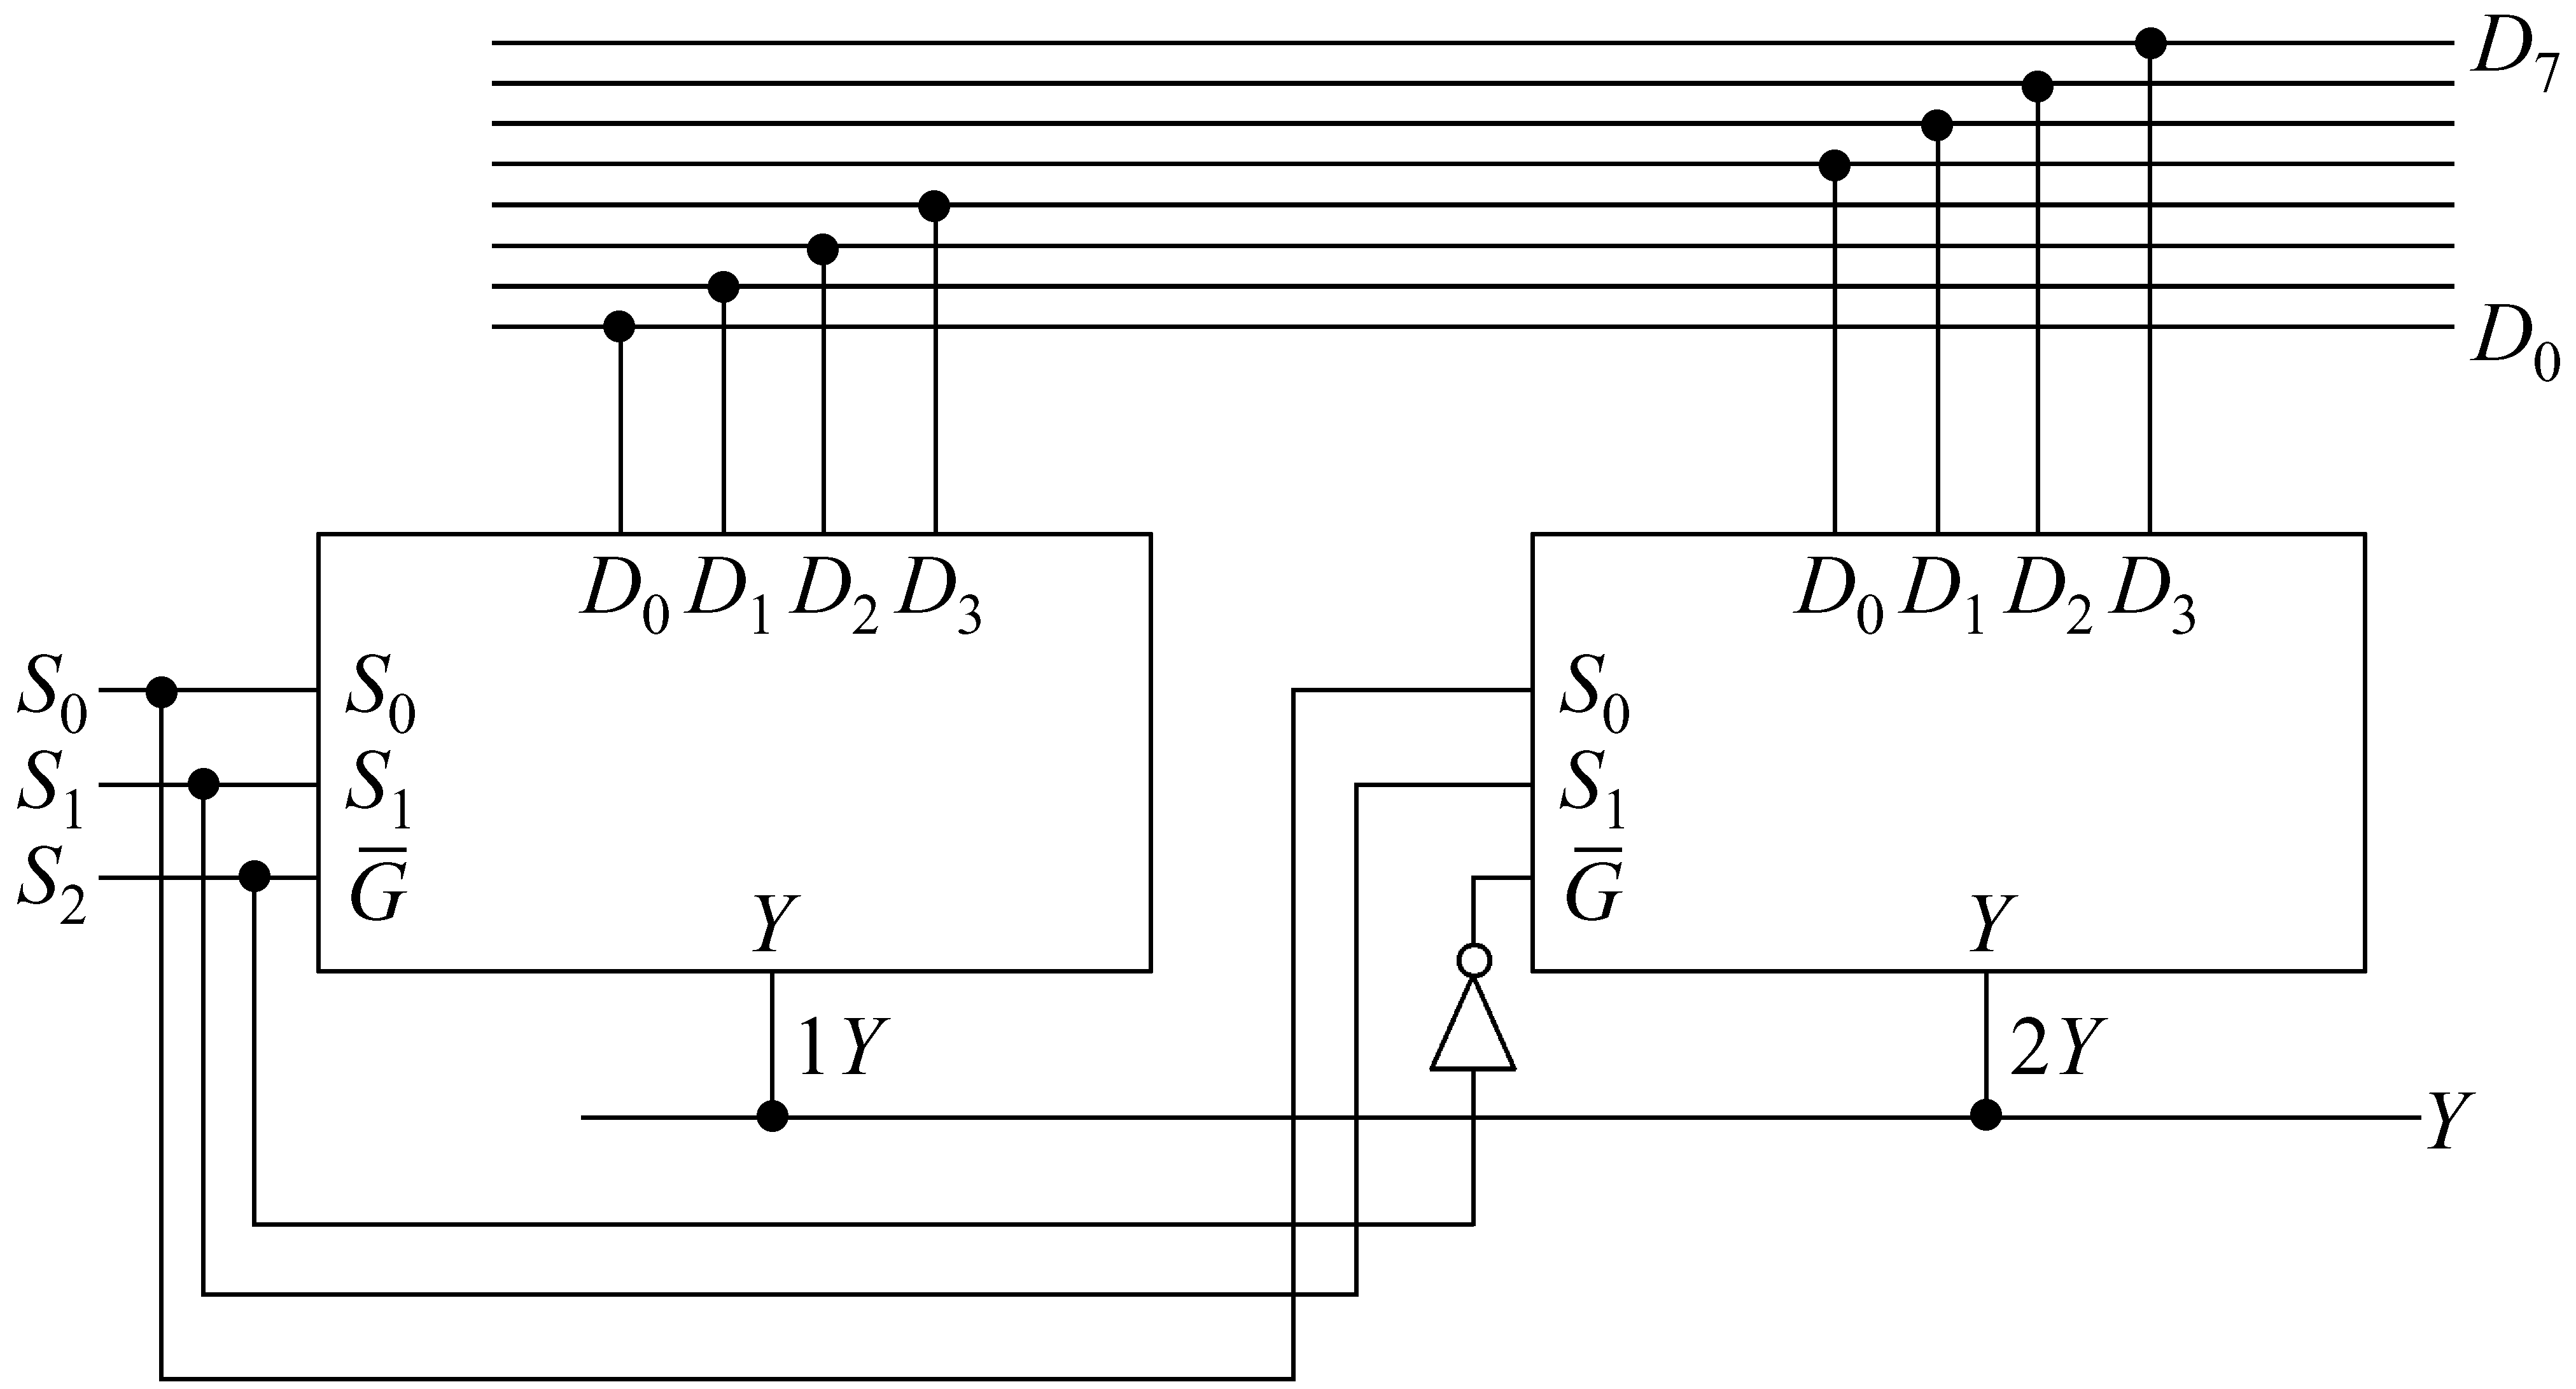 D₇
D₀
D₀ D₁ D₂ D₃
D₀ D₁ D₂ D₃
S₀ S₀ S₀
S₁ S₁ S₁
S₂ G̅ G̅
Y Y
1Y 2Y
Y